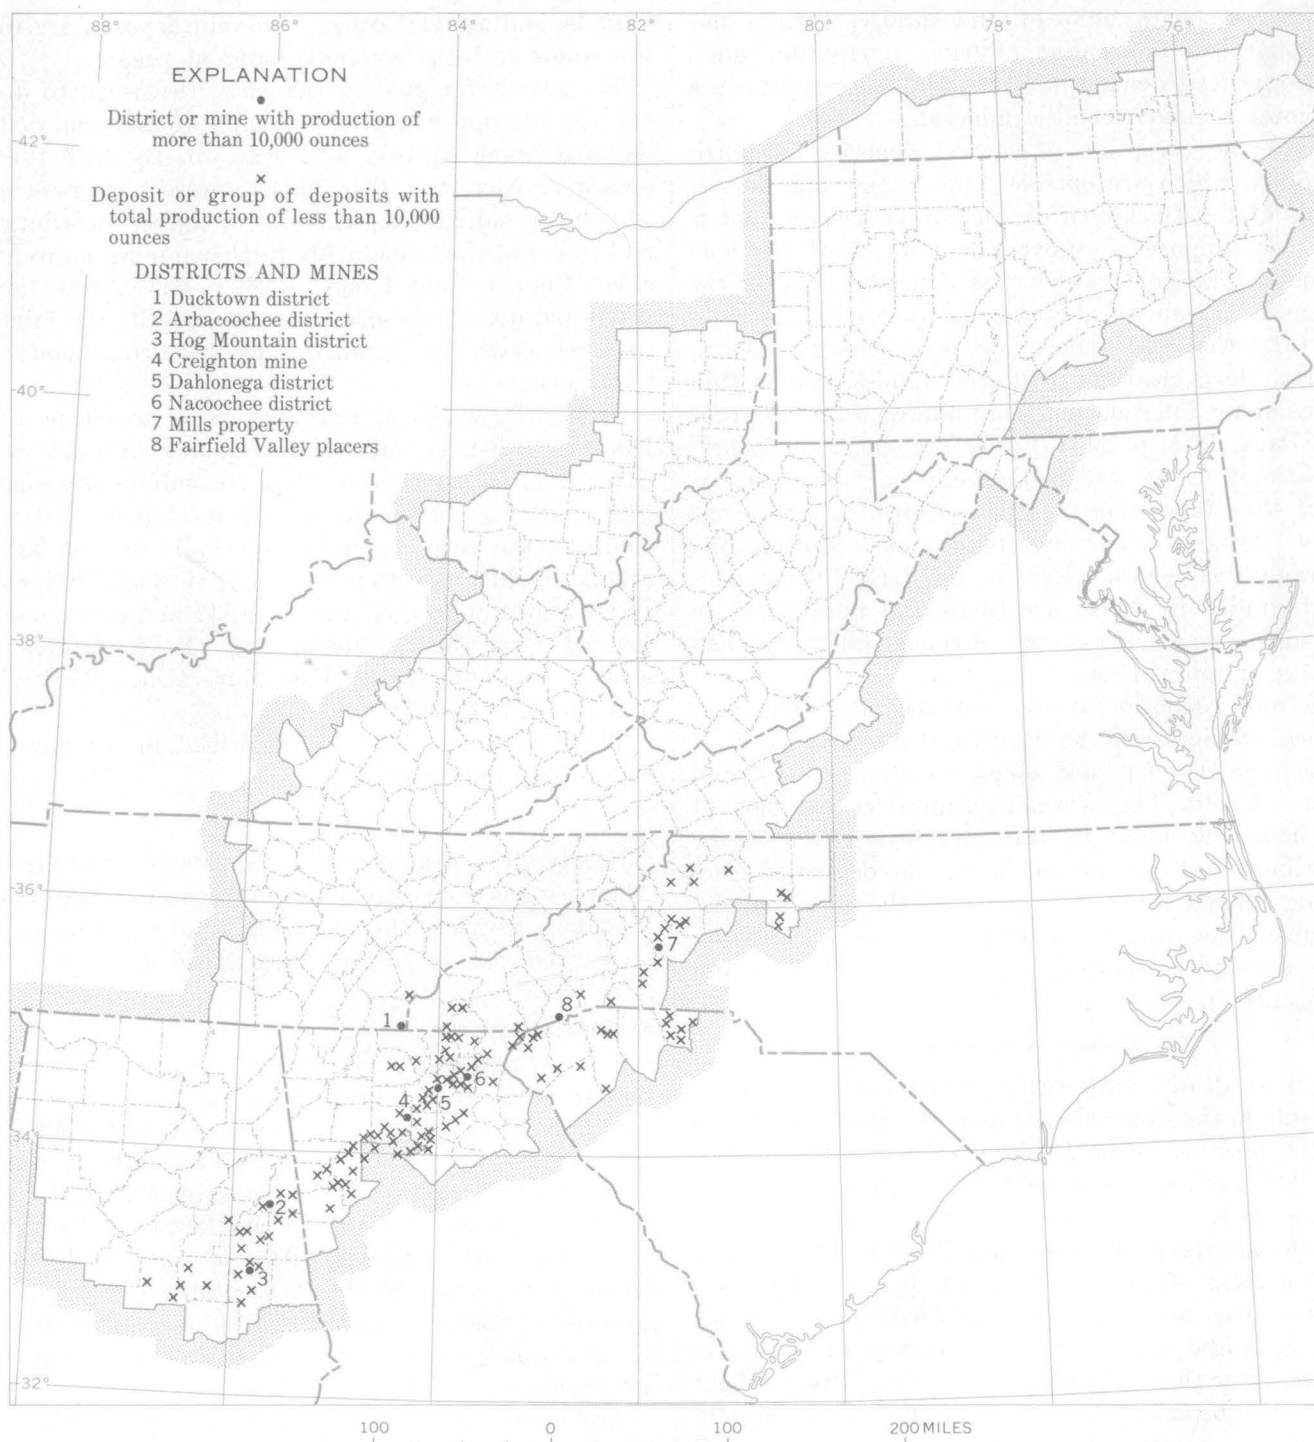 88° 86° 84° 82° 80° 78° 76°
EXPLANATION
District or mine with production of
more than 10,000 ounces
Deposit or group of deposits with
total production of less than 10,000
ounces
DISTRICTS AND MINES
1 Ducktown district
2 Arbacoochee district
3 Hog Mountain district
4 Creighton mine
5 Dahlonega district
6 Nacoochee district
7 Mills property
8 Fairfield Valley placers
42°
40°
38°
36°
7
8
1
6
4
5
34°
2
3
32°
100 0 100 200 MILES